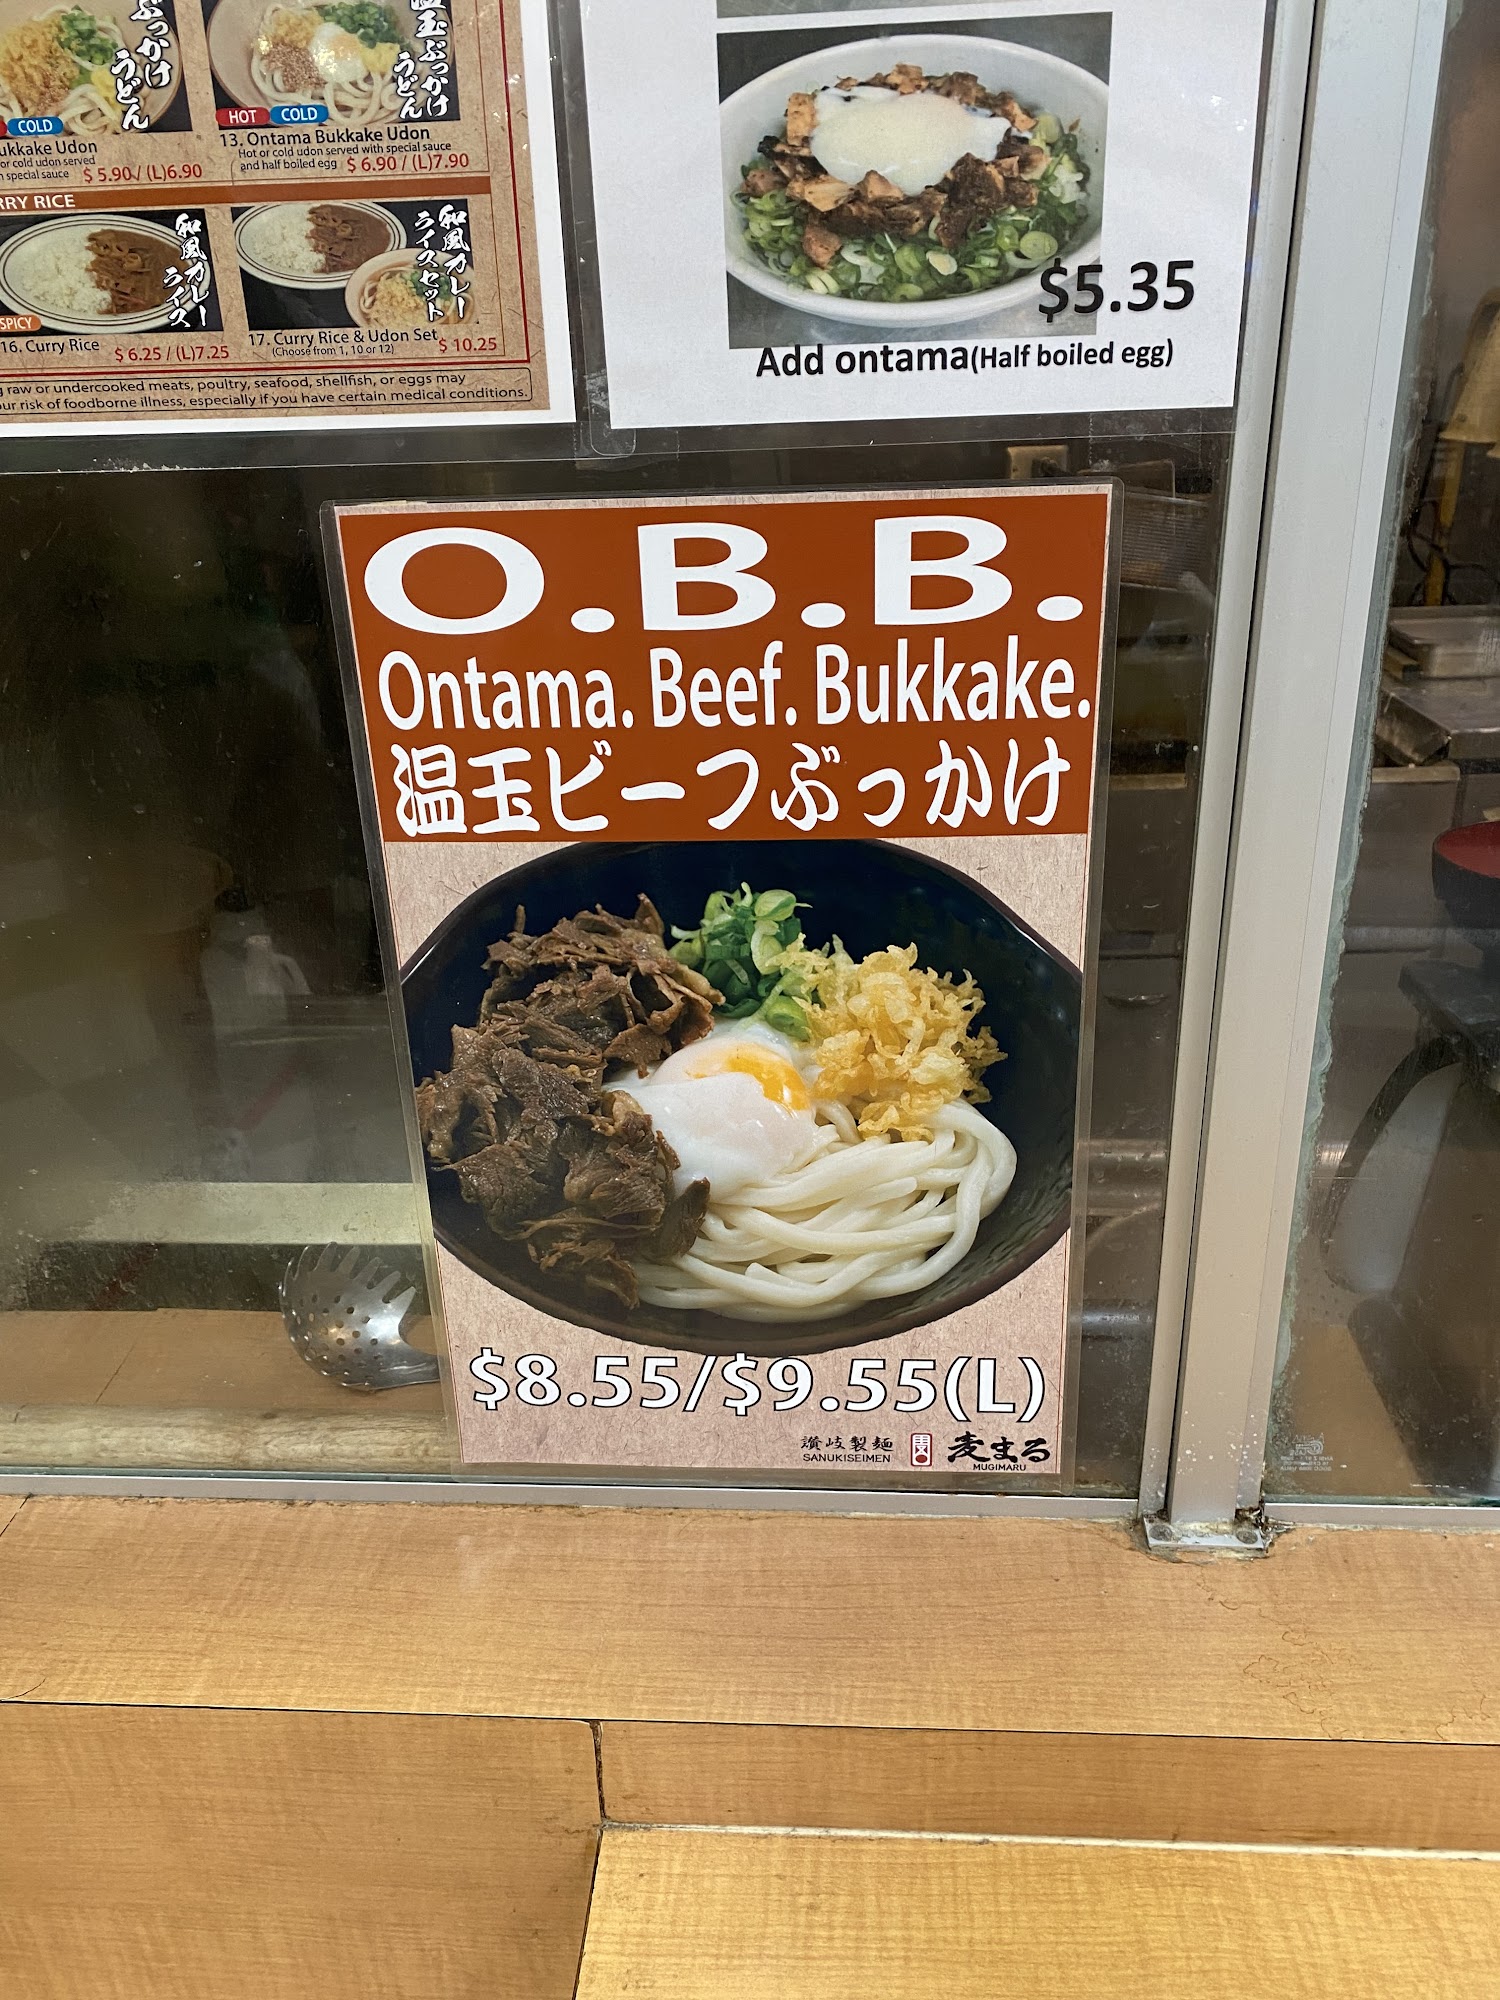 ぶっかけ
うどん
温玉ぶっかけ
うどん
COLD
HOT
COLD
Udon
or cold udon served
special sauce
$ 5.90 / (L)6.90
13. Ontama Bukkake Udon
Hot or cold udon served with special sauce
and half boiled egg
$ 6.90 / (L)7.90
RICE
和風カレー
ライス
SPICY
16. Curry Rice
$ 6.25 / (L)7.25
和風カレー
ライスセット
17. Curry Rice & Udon Set
(Choose from 1, 10 or 12)
$ 10.25
raw or undercooked meats, poultry, seafood, shellfish, or eggs may
risk of foodborne illness, especially if you have certain medical conditions.
$5.35
Add ontama(Half boiled egg)
O.B.B.
Ontama. Beef. Bukkake.
温玉ビーフぶっかけ
$8.55/$9.55(L)
讃岐製麺
SANUKISEIMEN
麦まる
MUGIMARU